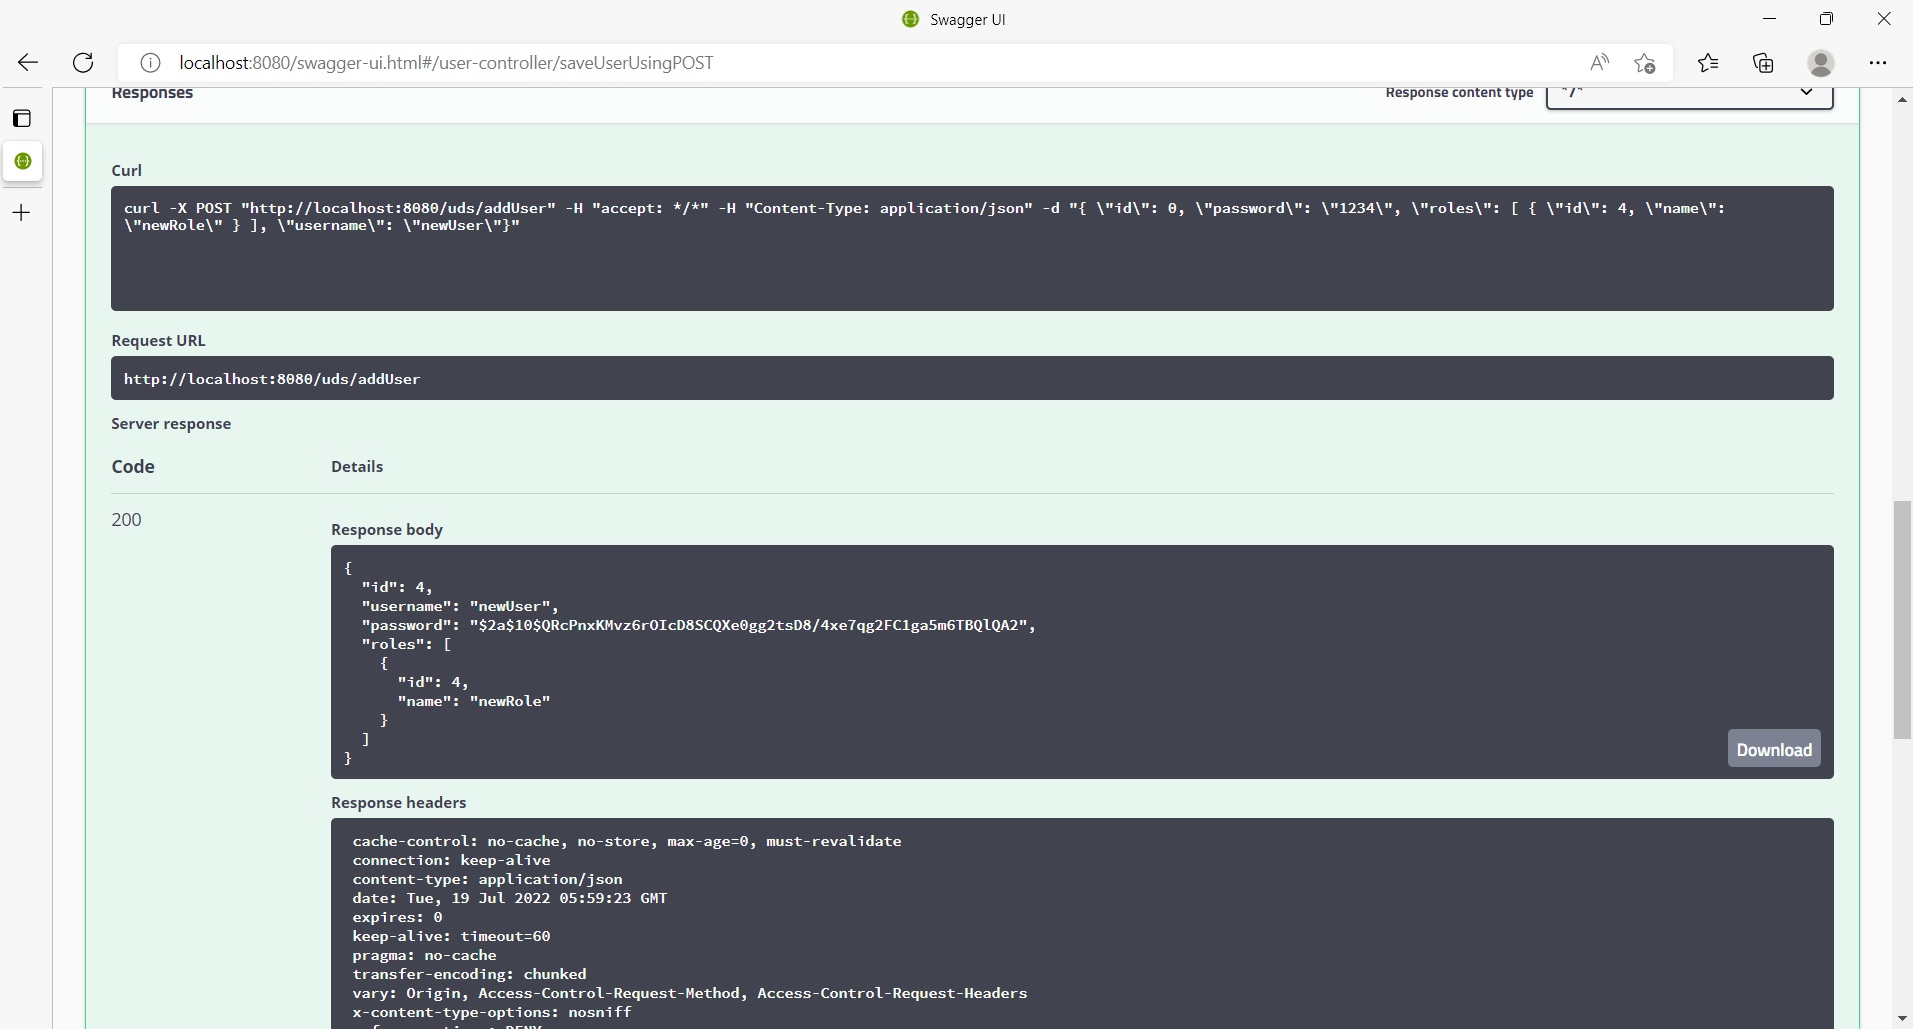 Swagger UI
localhost:8080/swagger-ui.html#/user-controller/saveUserUsingPOST
Responses
Response content type
*/*
Curl
curl -X POST "http://localhost:8080/uds/addUser" -H "accept: */*" -H "Content-Type: application/json" -d "{ \"id\": 0, \"password\": \"1234\", \"roles\": [ { \"id\": 4, \"name\":
\"newRole\" } ], \"username\": \"newUser\"}"
Request URL
http://localhost:8080/uds/addUser
Server response
Code
Details
200
Response body
{
"id": 4,
"username": "newUser",
"password": "$2a$10$QRcPnxKMvz6rOIcD8SCQXe0gg2tsD8/4xe7qg2FC1ga5m6TBQlQA2",
"roles": [
{
"id": 4,
"name": "newRole"
}
]
}
Download
Response headers
cache-control: no-cache, no-store, max-age=0, must-revalidate
connection: keep-alive
content-type: application/json
date: Tue, 19 Jul 2022 05:59:23 GMT
expires: 0
keep-alive: timeout=60
pragma: no-cache
transfer-encoding: chunked
vary: Origin, Access-Control-Request-Method, Access-Control-Request-Headers
x-content-type-options: nosniff